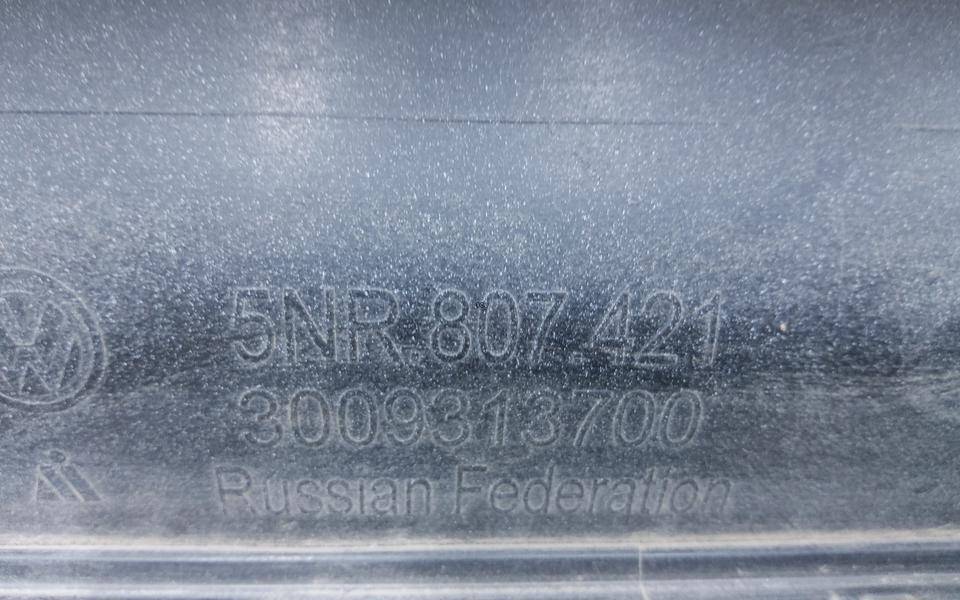 5NR.807.421
3009313700
Russian Federation